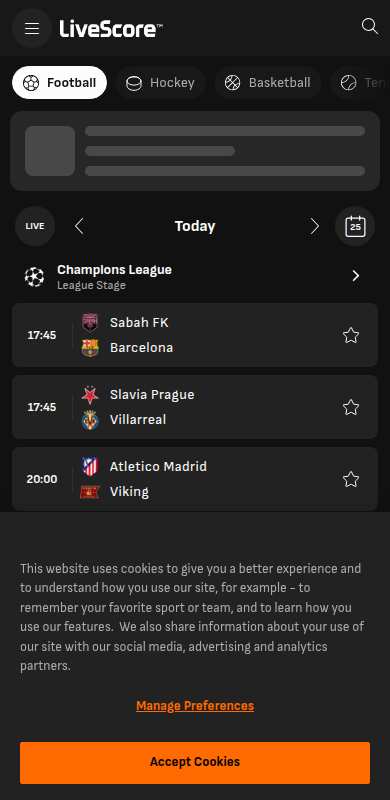 LiveScore™
Football
Hockey
Basketball
LIVE
Today
25
Champions League
League Stage
17:45
Sabah FK
Barcelona
17:45
Slavia Prague
Villarreal
20:00
Atletico Madrid
Viking
This website uses cookies to give you a better experience and
to understand how you use our site, for example - to
remember your favorite sport or team, and to learn how you
use our features. We also share information about your use of
our site with our social media, advertising and analytics
partners.
Manage Preferences
Accept Cookies